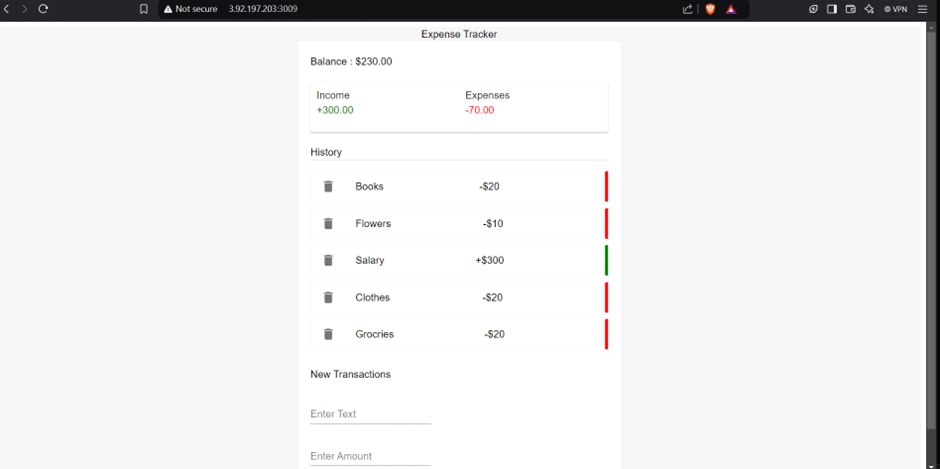 Not secure 3.92.197.203:3009 VPN
Expense Tracker
Balance : $230.00
Income Expenses
+300.00 -70.00
History
Books -$20
Flowers -$10
Salary +$300
Clothes -$20
Grocries -$20
New Transactions
Enter Text
Enter Amount